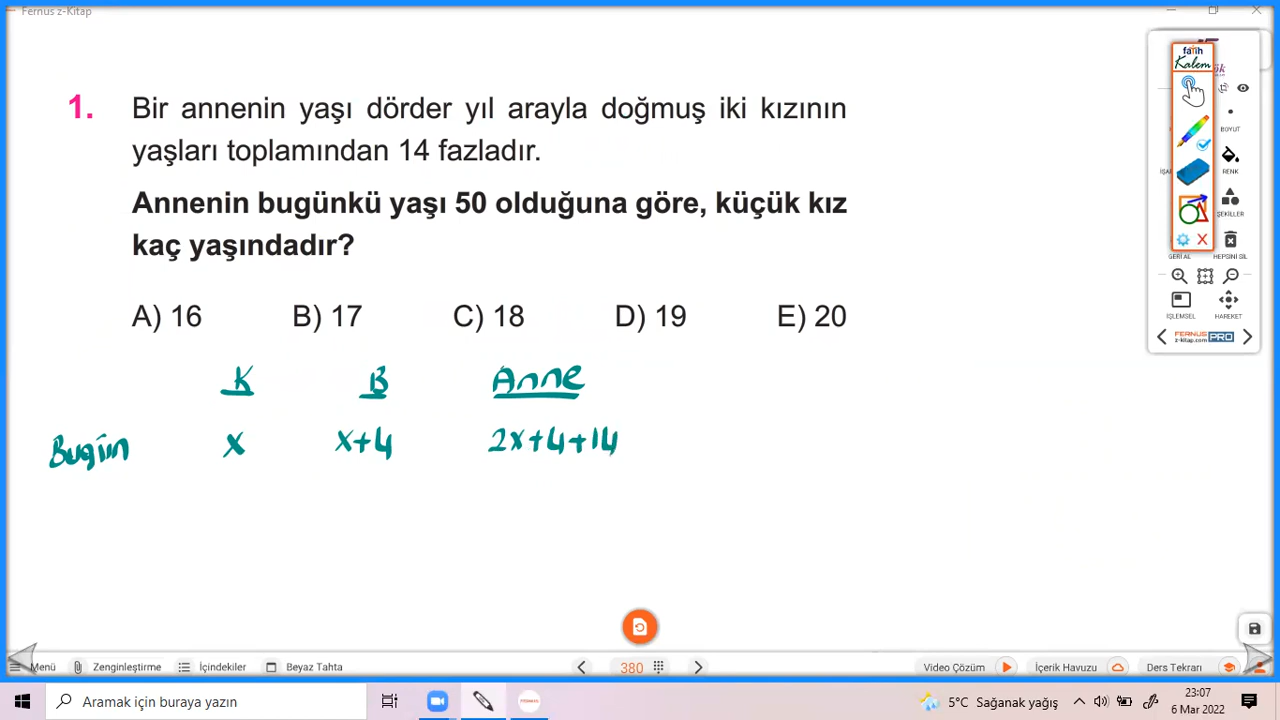 Fernus z-Kitap
1. Bir annenin yaşı dörder yıl arayla doğmuş iki kızının
yaşları toplamından 14 fazladır.
Annenin bugünkü yaşı 50 olduğuna göre, küçük kız
kaç yaşındadır?
A) 16 B) 17 C) 18 D) 19 E) 20
K B Anne
Bugün x x+4 2x+4+14
fatih
Kalem
BOYUT
RENK
ŞEKİLLER
GERİ AL HEPSİNİ SİL
İŞLEMSEL HAREKET
FERNUS
z-kitap.com PRO
Menü Zenginleştirme İçindekiler Beyaz Tahta 380 Video Çözüm İçerik Havuzu Ders Tekrarı
Aramak için buraya yazın 5°C Sağanak yağış 23:07
6 Mar 2022